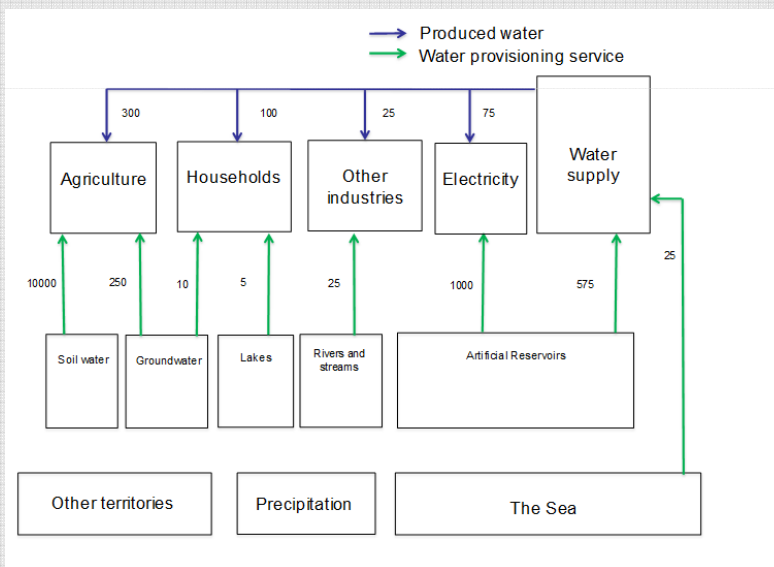 Produced water
Water provisioning service
300
100
25
75
Agriculture
Households
Other
industries
Electricity
Water
supply
10000
250
10
5
25
1000
575
25
Soil water
Groundwater
Lakes
Rivers and
streams
Artificial Reservoirs
Other territories
Precipitation
The Sea